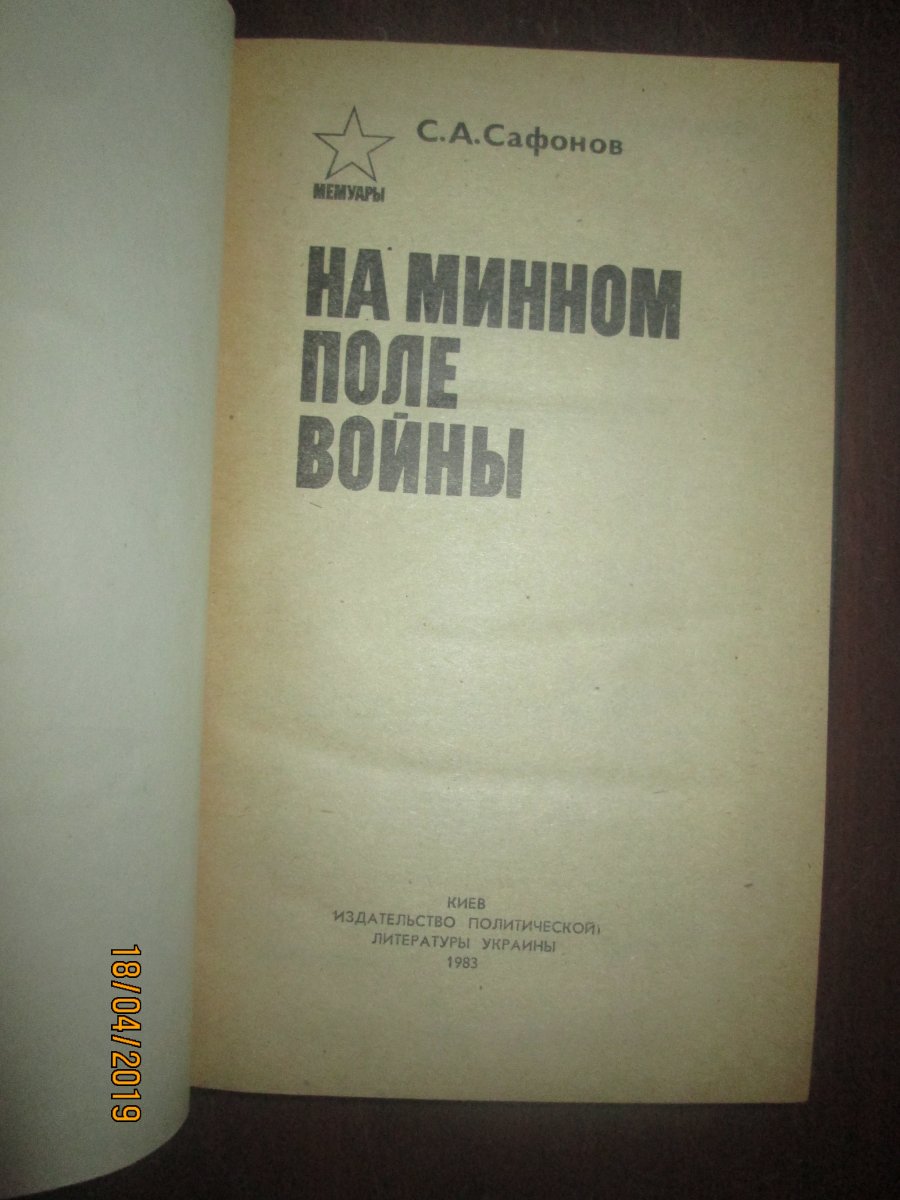 С.А.Сафонов
МЕМУАРЫ
НА МИННОМ
ПОЛЕ
ВОЙНЫ
КИЕВ
ИЗДАТЕЛЬСТВО ПОЛИТИЧЕСКОЙ
ЛИТЕРАТУРЫ УКРАИНЫ
1983
18/04/2019